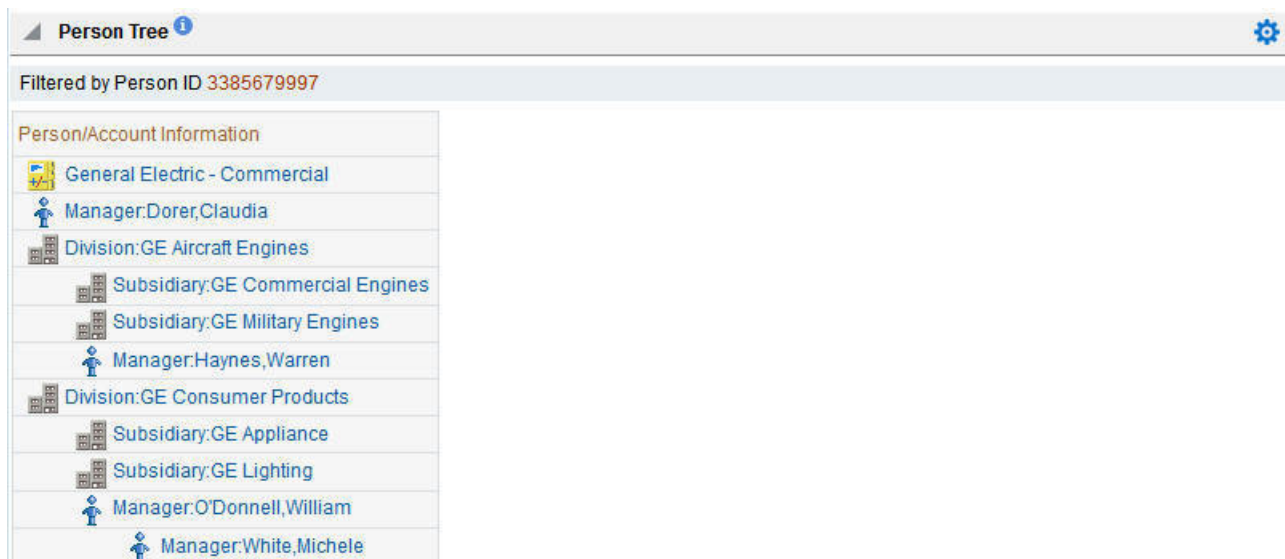 Person Tree
Filtered by Person ID 3385679997
Person/Account Information
General Electric - Commercial
Manager:Dorer,Claudia
Division:GE Aircraft Engines
Subsidiary:GE Commercial Engines
Subsidiary:GE Military Engines
Manager:Haynes,Warren
Division:GE Consumer Products
Subsidiary:GE Appliance
Subsidiary:GE Lighting
Manager:O'Donnell,William
Manager:White,Michele